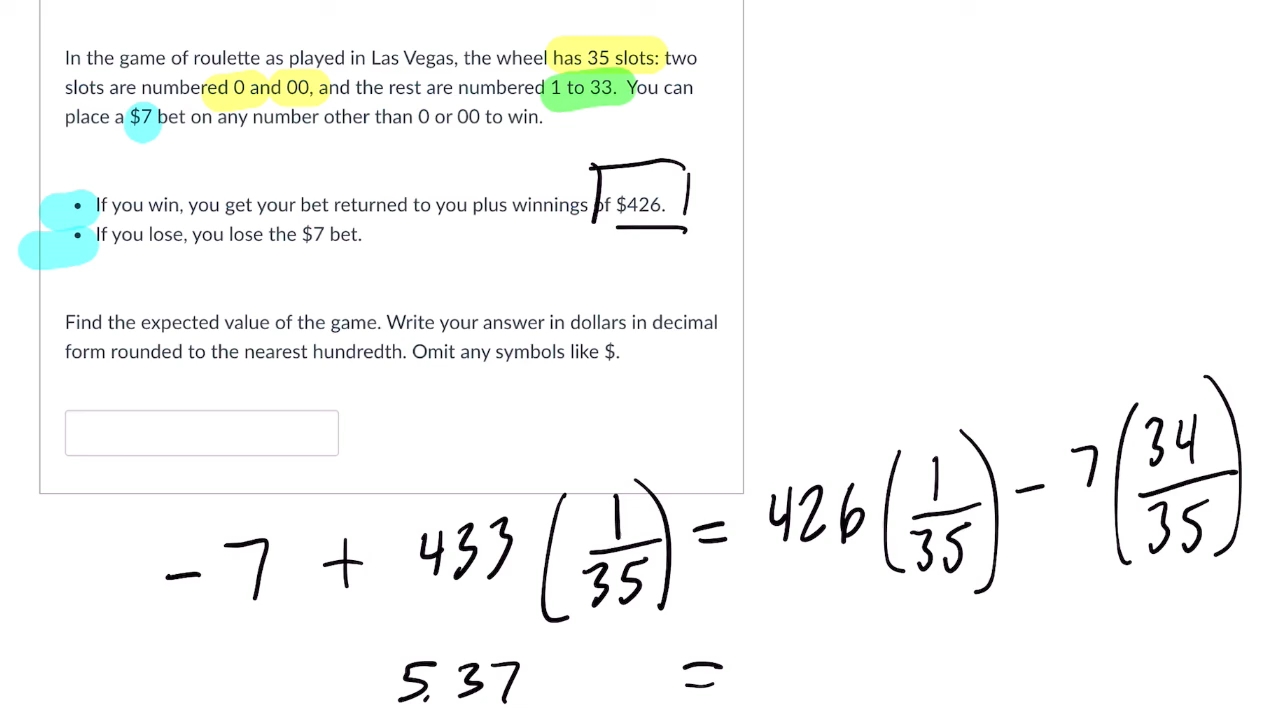 In the game of roulette as played in Las Vegas, the wheel has 35 slots: two
slots are numbered 0 and 00, and the rest are numbered 1 to 33. You can
place a $7 bet on any number other than 0 or 00 to win.
• If you win, you get your bet returned to you plus winnings of $426.
• If you lose, you lose the $7 bet.
Find the expected value of the game. Write your answer in dollars in decimal
form rounded to the nearest hundredth. Omit any symbols like $.
- 7 + 433 (1/35) = 426 (1/35) - 7 (34/35)
5.37 =